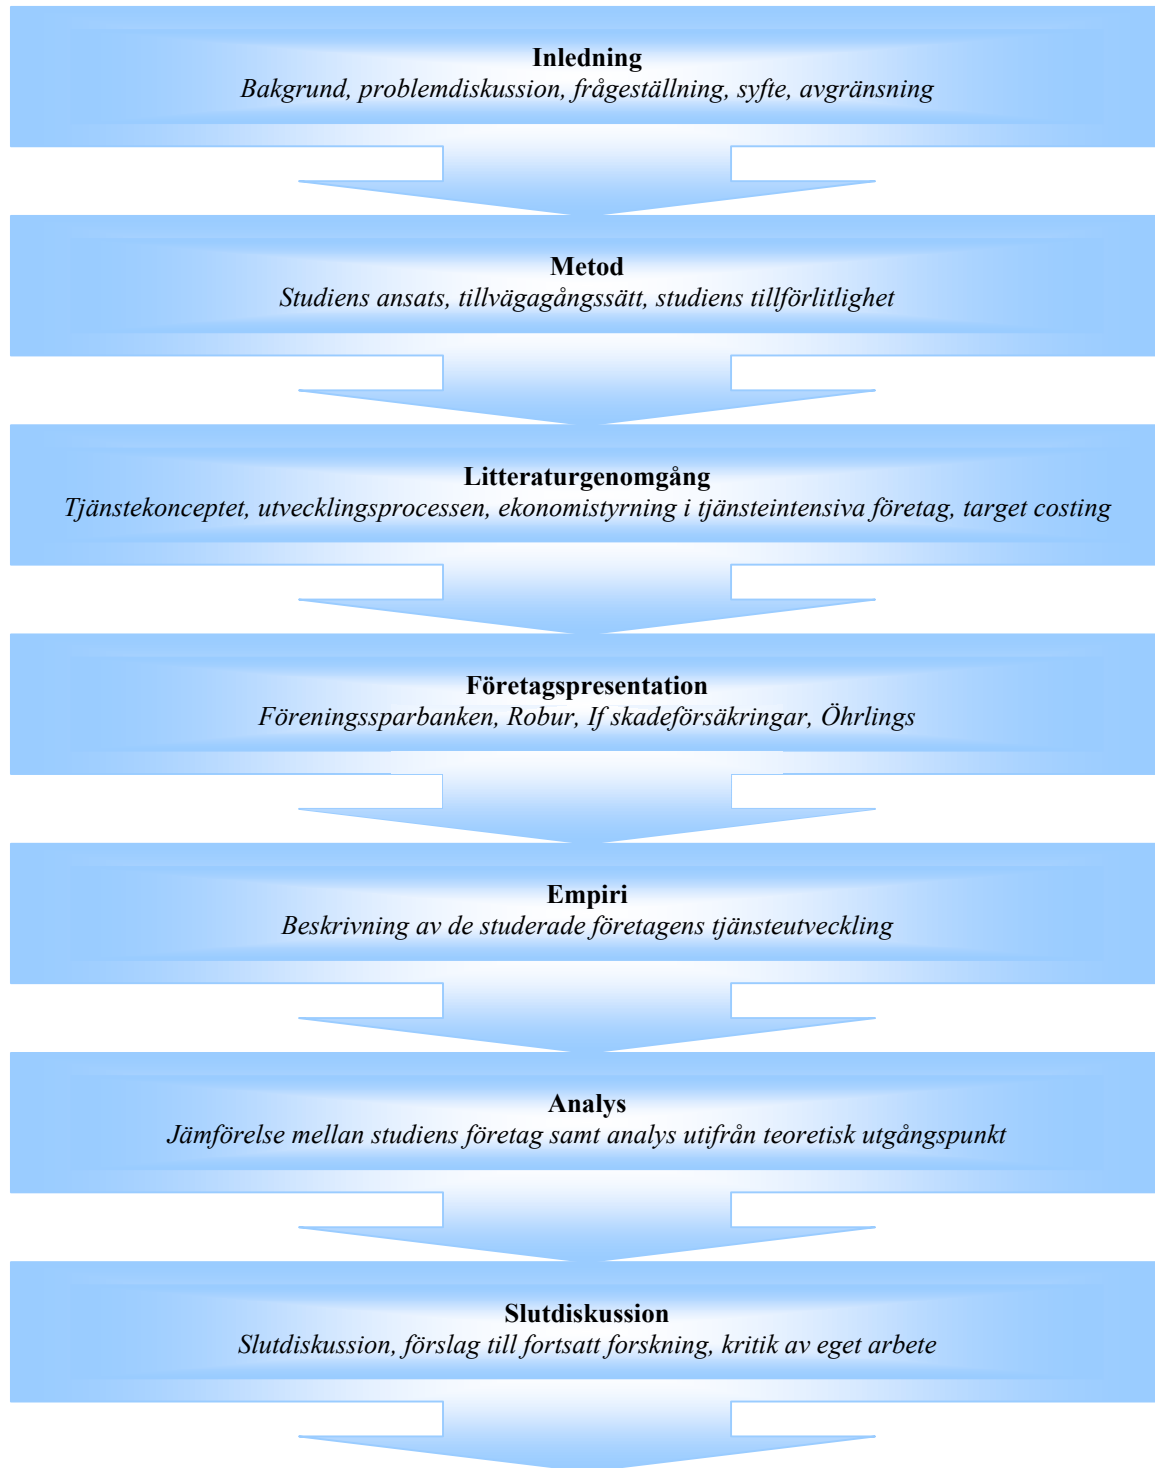 Inledning
Bakgrund, problemdiskussion, frågeställning, syfte, avgränsning
Metod
Studiens ansats, tillvägagångssätt, studiens tillförlitlighet
Litteraturgenomgång
Tjänstekonceptet, utvecklingsprocessen, ekonomistyrning i tjänsteintensiva företag, target costing
Företagspresentation
Föreningssparbanken, Robur, If skadeförsäkringar, Öhrlings
Empiri
Beskrivning av de studerade företagens tjänsteutveckling
Analys
Jämförelse mellan studiens företag samt analys utifrån teoretisk utgångspunkt
Slutdiskussion
Slutdiskussion, förslag till fortsatt forskning, kritik av eget arbete